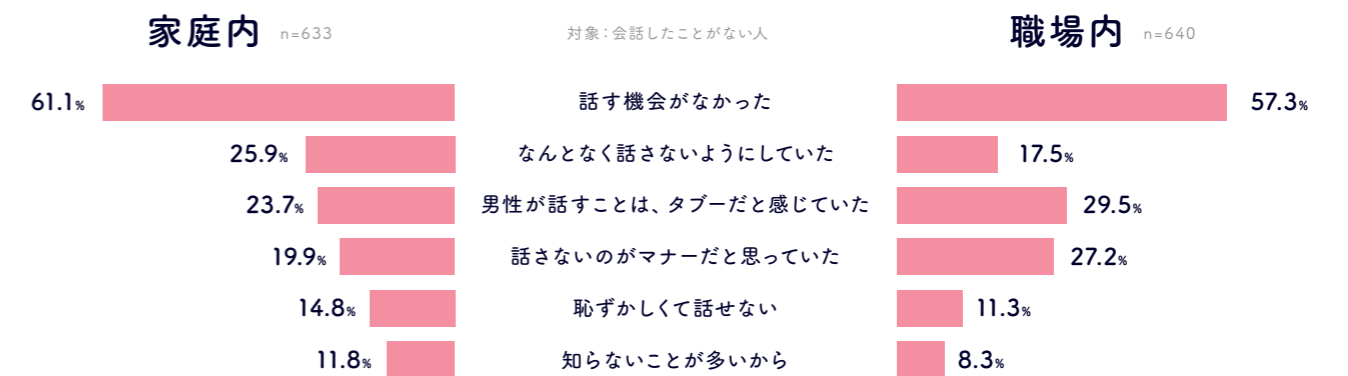 家庭内 n=633 対象：会話したことがない人 職場内 n=640
61.1% 話す機会がなかった 57.3%
25.9% なんとなく話さないようにしていた 17.5%
23.7% 男性が話すことは、タブーだと感じていた 29.5%
19.9% 話さないのがマナーだと思っていた 27.2%
14.8% 恥ずかしくて話せない 11.3%
11.8% 知らないことが多いから 8.3%